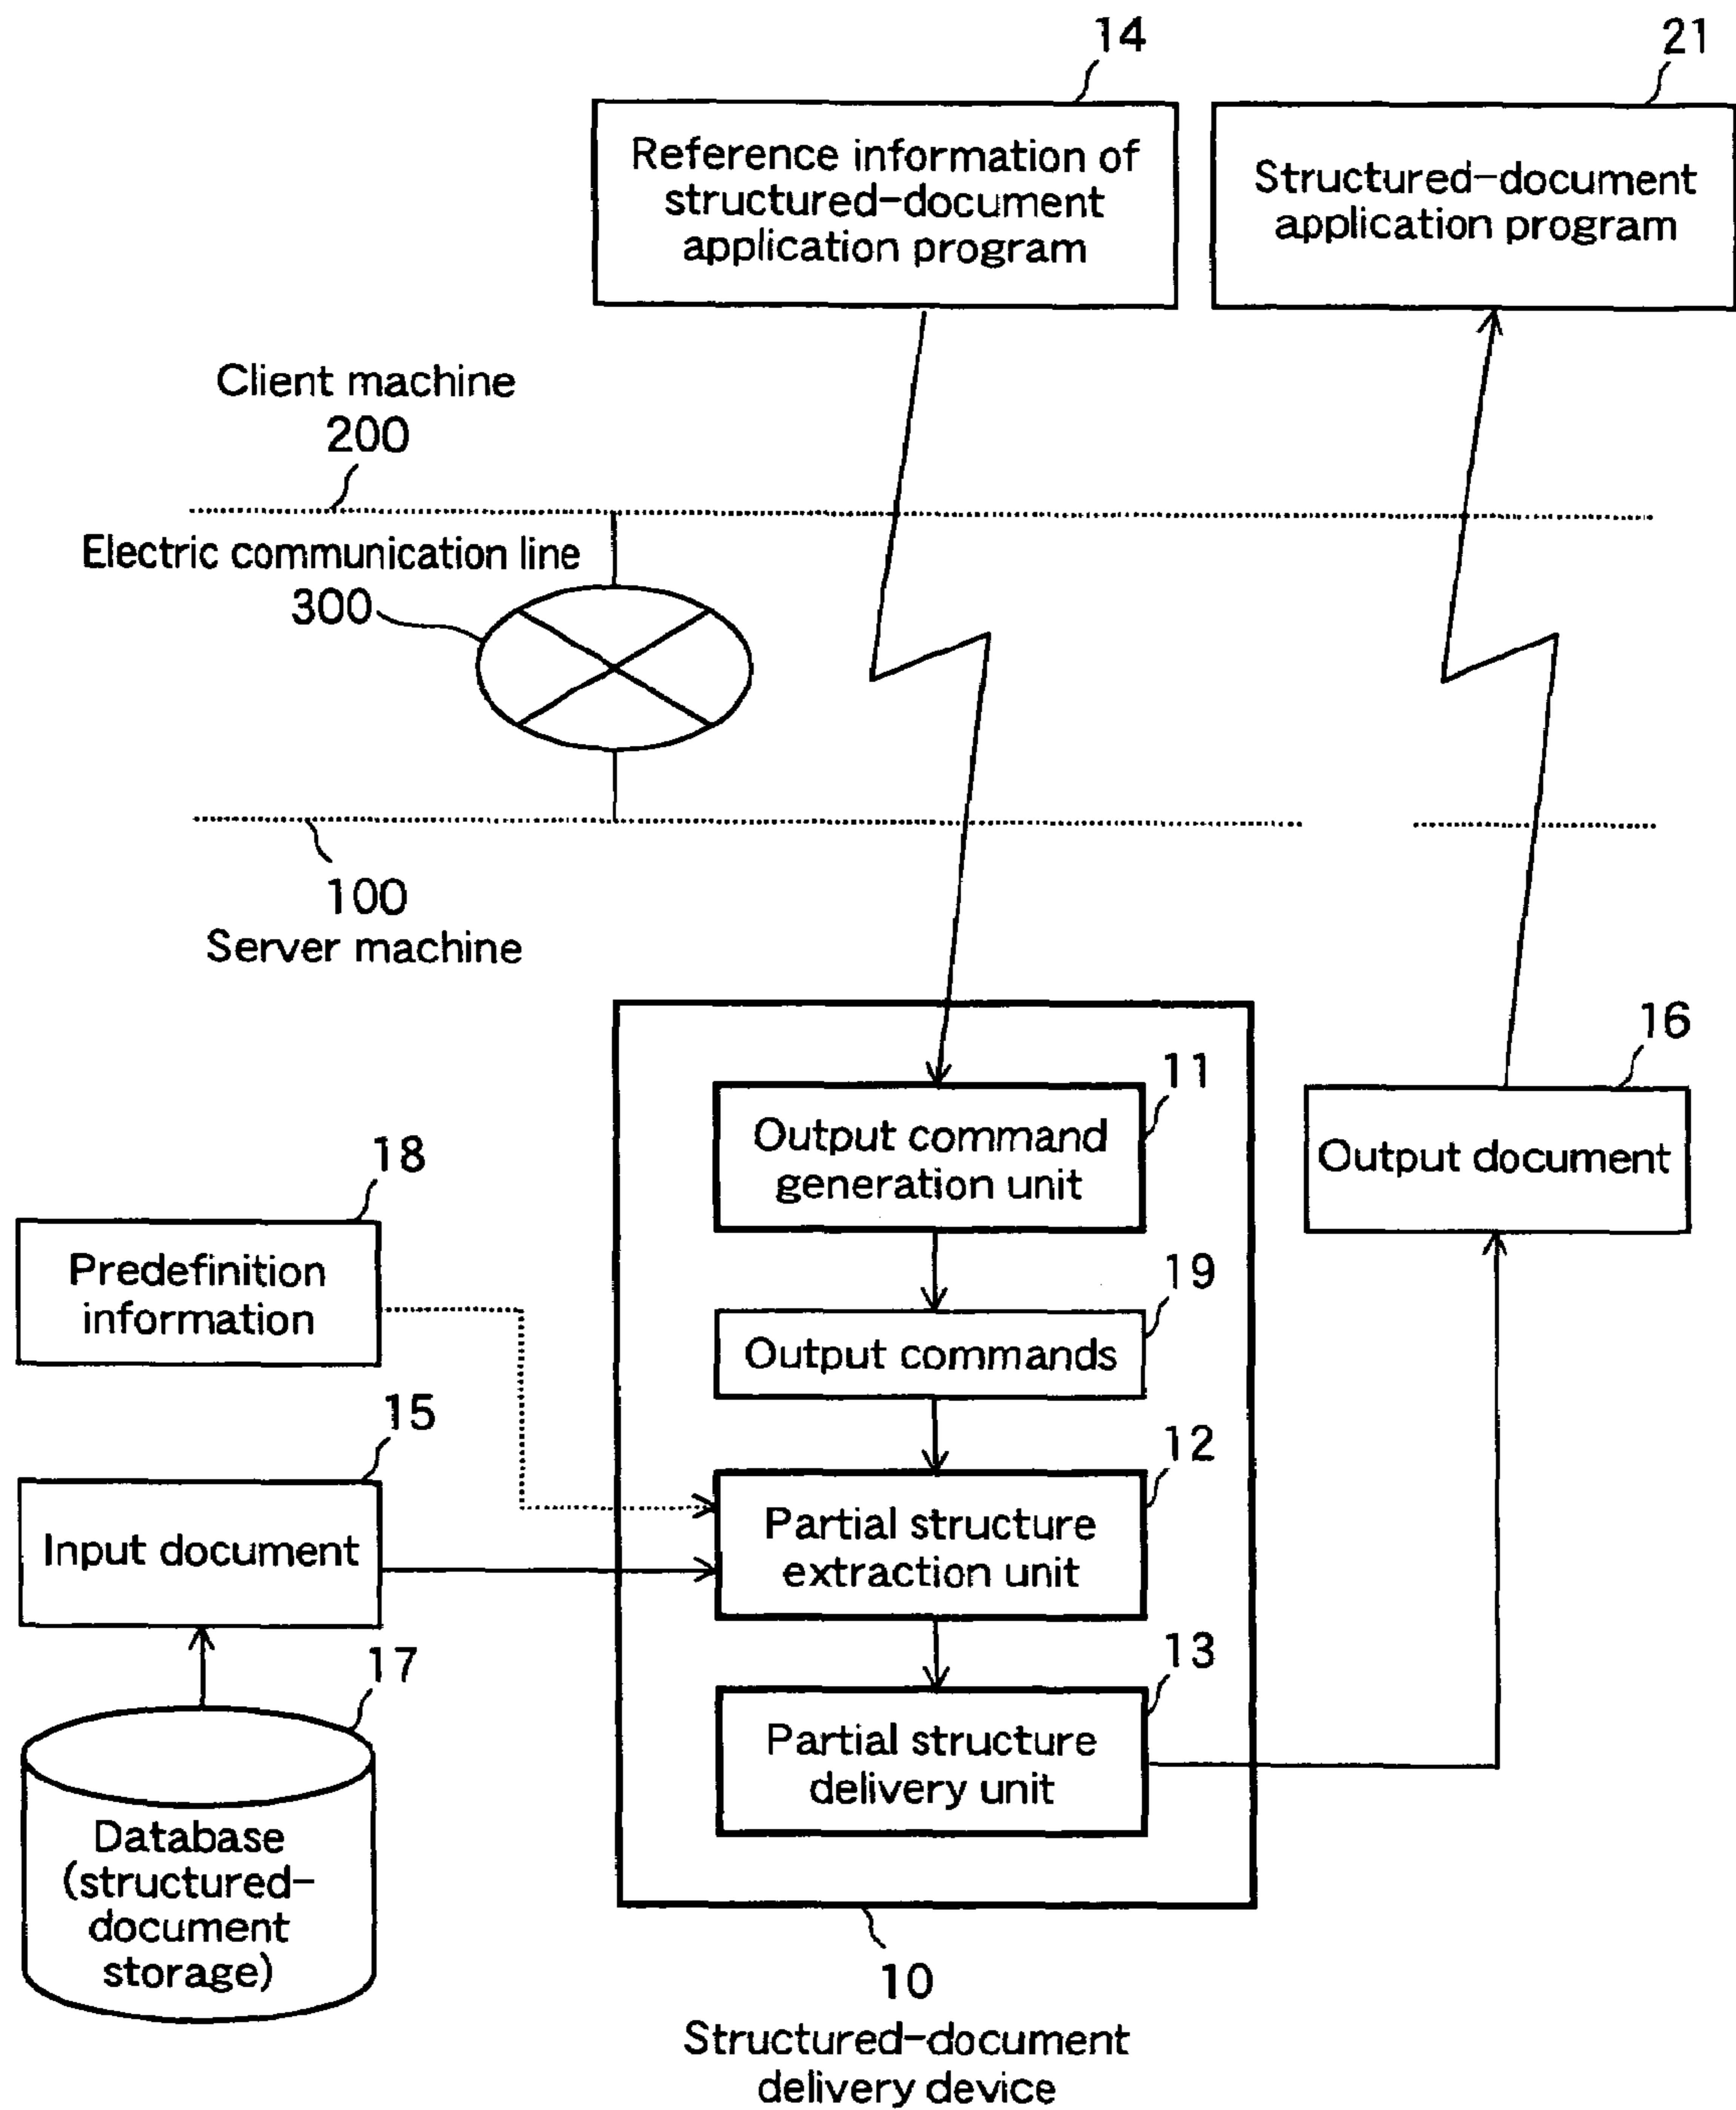 14
21
Reference information of
structured-document
application program
Structured-document
application program
Client machine
200
Electric communication line
300
100
Server machine
11
16
Output command
generation unit
Output document
18
Predefinition
information
19
Output commands
15
12
Input document
Partial structure
extraction unit
17
13
Partial structure
delivery unit
Database
(structured-
document
storage)
10
Structured-document
delivery device